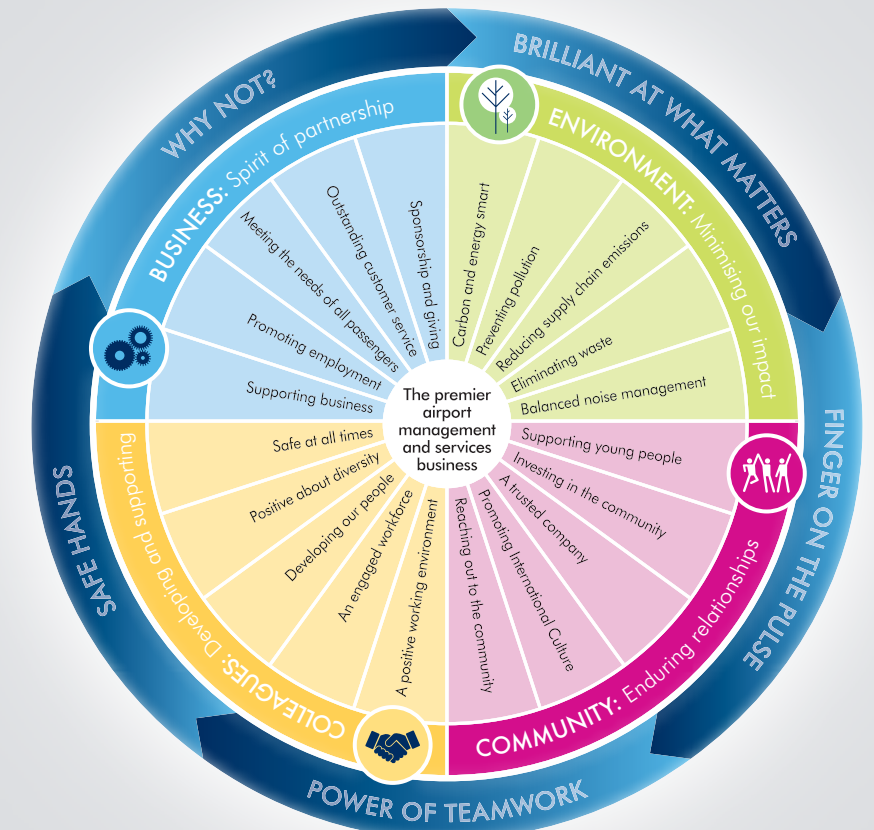 WHY NOT?
BRILLIANT AT WHAT MATTERS
FINGER ON THE PULSE
POWER OF TEAMWORK
SAFE HANDS
BUSINESS: Spirit of partnership
Supporting business
Promoting employment
Meeting the needs of all passengers
Outstanding customer service
Sponsorship and giving
ENVIRONMENT: Minimising our impact
Carbon and energy smart
Preventing pollution
Reducing supply chain emissions
Eliminating waste
Balanced noise management
COMMUNITY: Enduring relationships
Supporting young people
Investing in the community
A trusted company
Promoting International Culture
Reaching out to the community
COLLEAGUES: Developing and supporting
A positive working environment
An engaged workforce
Developing our people
Positive about diversity
Safe at all times
The premier
airport
management
and services
business